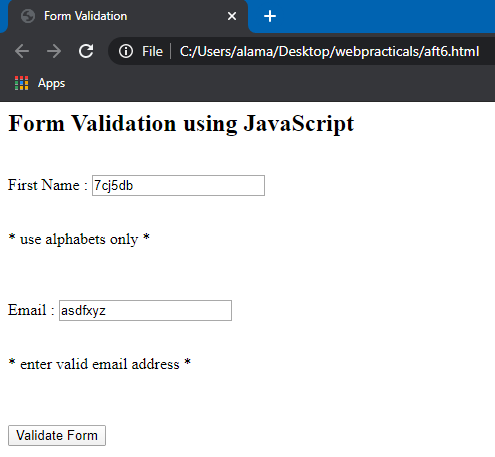 Form Validation
File C:/Users/alama/Desktop/webpracticals/aft6.html
Apps
Form Validation using JavaScript
First Name : 7cj5db
* use alphabets only *
Email : asdfxyz
* enter valid email address *
Validate Form